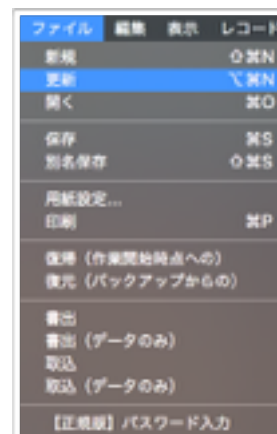 ファイル 編集 表示 レコード
新規 ⇧⌘N
更新 ⌥⌘N
開く ⌘O
保存 ⌘S
別名保存 ⇧⌘S
用紙設定...
印刷 ⌘P
復帰（作業開始時点への）
復元（バックアップからの）
書出
書出（データのみ）
取込
取込（データのみ）
【正規版】パスワード入力